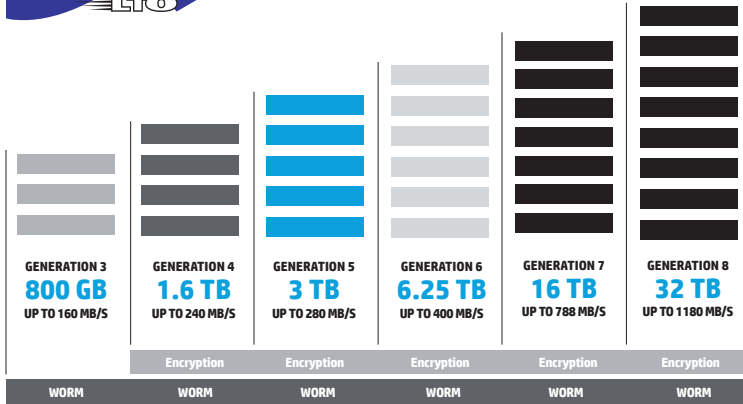 LTO
GENERATION 3
800 GB
UP TO 160 MB/S
GENERATION 4
1.6 TB
UP TO 240 MB/S
GENERATION 5
3 TB
UP TO 280 MB/S
GENERATION 6
6.25 TB
UP TO 400 MB/S
GENERATION 7
16 TB
UP TO 788 MB/S
GENERATION 8
32 TB
UP TO 1180 MB/S
Encryption Encryption Encryption Encryption Encryption
WORM WORM WORM WORM WORM WORM